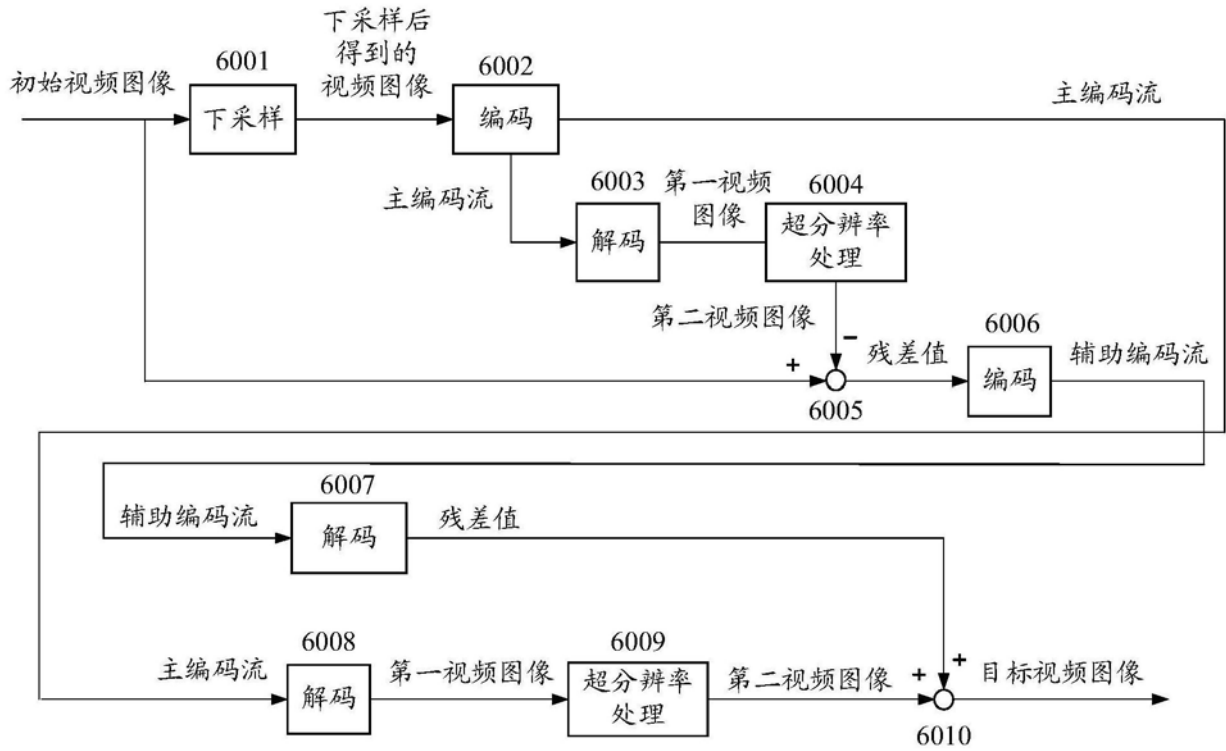 初始视频图像
6001
下采样
下采样后
得到的
视频图像
6002
编码
主编码流
主编码流
6003
解码
第一视频
图像
6004
超分辨率
处理
第二视频图像
-
+
6005
残差值
6006
编码
辅助编码流
辅助编码流
6007
解码
残差值
主编码流
6008
解码
第一视频图像
6009
超分辨率
处理
第二视频图像
+
+
6010
目标视频图像